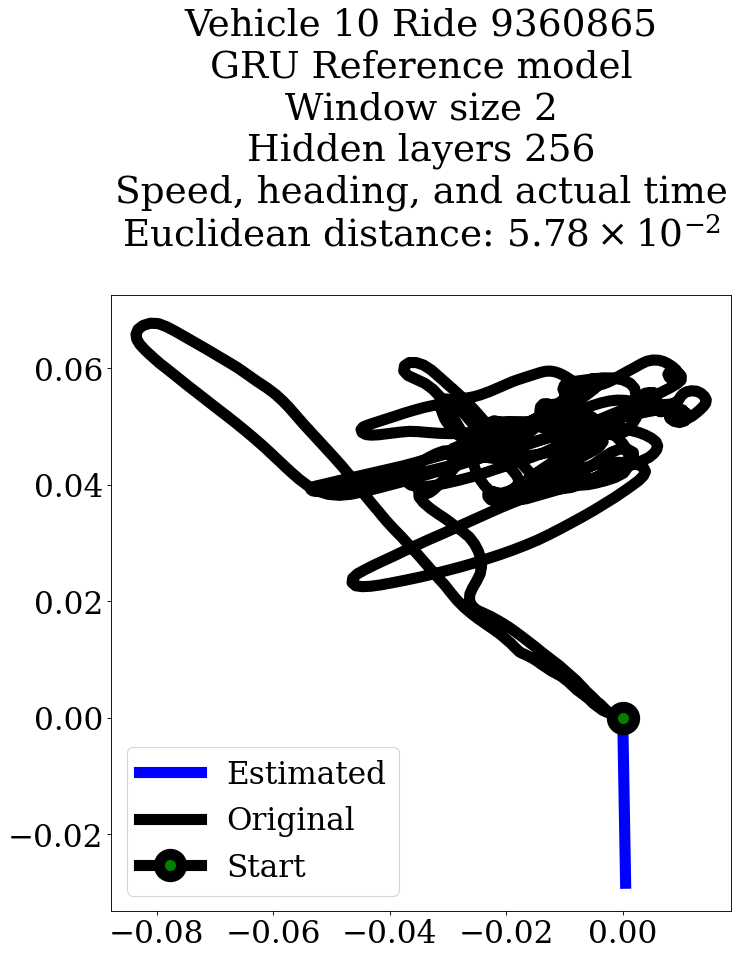 Vehicle 10 Ride 9360865
GRU Reference model
Window size 2
Hidden layers 256
Speed, heading, and actual time
Euclidean distance: 5.78 × 10⁻²
0.06
0.04
0.02
0.00
−0.02
Estimated
Original
Start
−0.08 −0.06 −0.04 −0.02 0.00